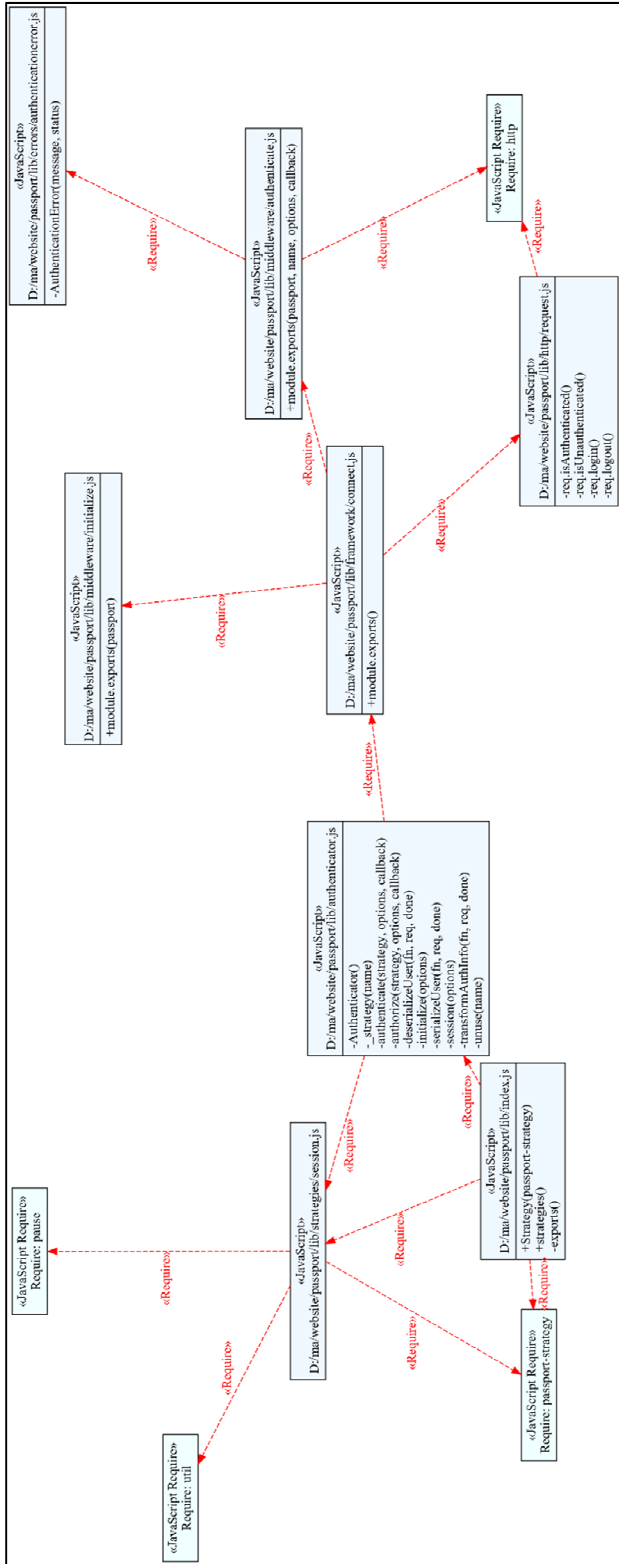 «JavaScript»
D:/ma/website/passport/lib/errors/authenticationerror.js
-AuthenticationError(message, status)
«Require»
«JavaScript»
D:/ma/website/passport/lib/middleware/authenticate.js
+module.exports(passport, name, options, callback)
«Require»
«JavaScript Require»
Require: http
«Require»
«JavaScript»
D:/ma/website/passport/lib/http/request.js
-req.isAuthenticated()
-req.isUnauthenticated()
-req.login()
-req.logout()
«Require»
«Require»
«JavaScript»
D:/ma/website/passport/lib/middleware/initialize.js
+module.exports(passport)
«Require»
«JavaScript»
D:/ma/website/passport/lib/framework/connect.js
+module.exports()
«Require»
«JavaScript»
D:/ma/website/passport/lib/authenticator.js
-Authenticator()
-_strategy(name)
-authenticate(strategy, options, callback)
-authorize(strategy, options, callback)
-deserializeUser(fn, req, done)
-initialize(options)
-serializeUser(fn, req, done)
-session(options)
-transformAuthInfo(fn, req, done)
-unuse(name)
«Require»
«Require»
«JavaScript»
D:/ma/website/passport/lib/index.js
+Strategy(passport-strategy)
+strategies()
-exports()
«Require»
«Require»
«JavaScript»
D:/ma/website/passport/lib/strategies/session.js
«Require»
«JavaScript Require»
Require: pause
«Require»
«JavaScript Require»
Require: util
«Require»
«JavaScript Require»
Require: passport-strategy